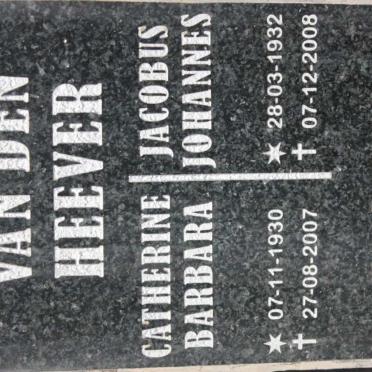 VAN DEN
HEEVER
CATHERINE
BARBARA
07-11-1930
27-08-2007
JACOBUS
JOHANNES
28-03-1932
07-12-2008